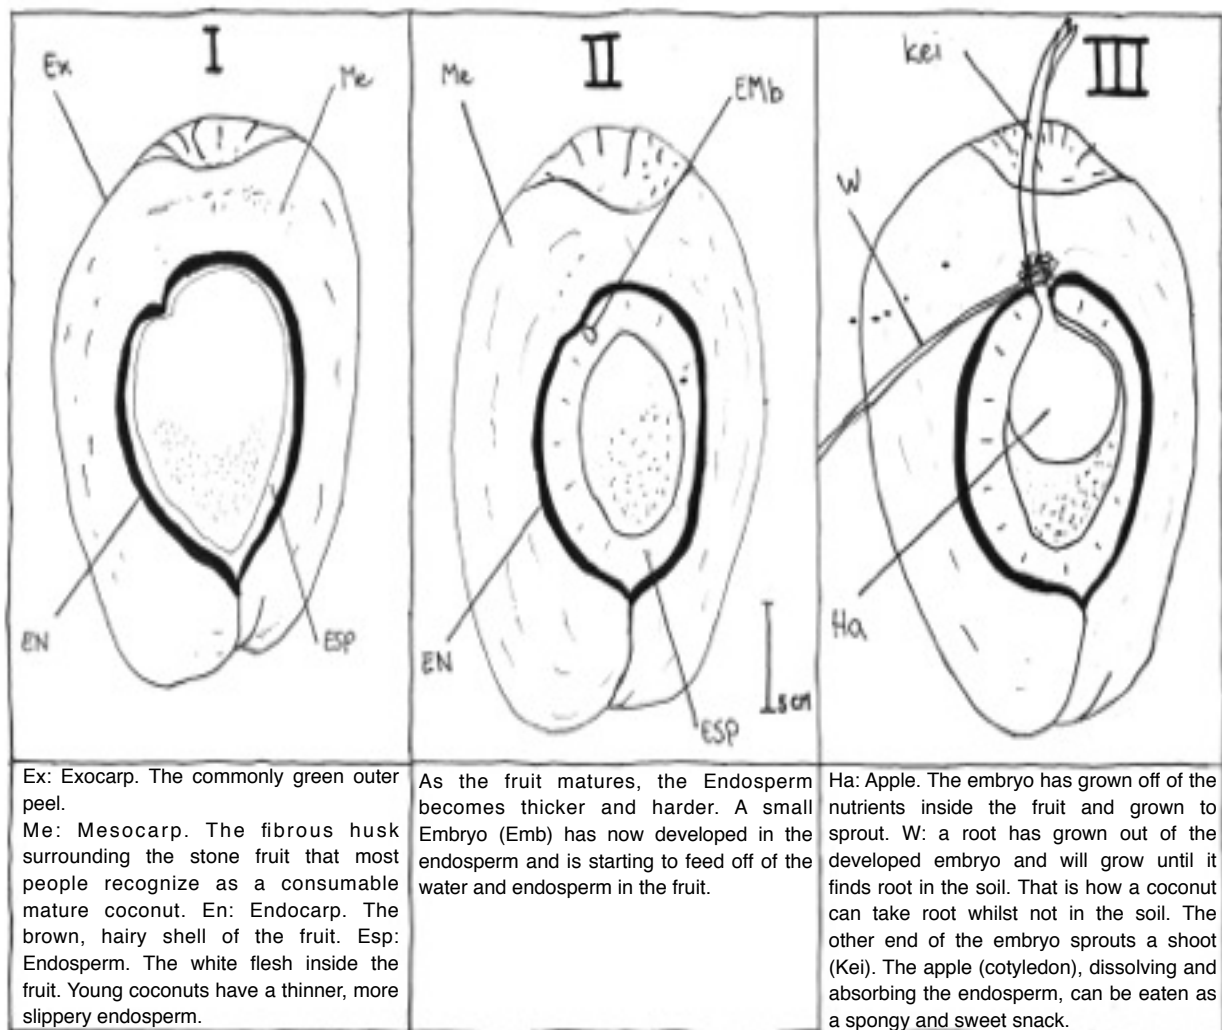 I
Ex
Me
EN
ESP
II
Me
EMb
EN
ESP
5cm
III
kei
W
Ha
Ex: Exocarp. The commonly green outer
peel.
Me: Mesocarp. The fibrous husk
surrounding the stone fruit that most
people recognize as a consumable
mature coconut. En: Endocarp. The
brown, hairy shell of the fruit. Esp:
Endosperm. The white flesh inside the
fruit. Young coconuts have a thinner, more
slippery endosperm.
As the fruit matures, the Endosperm
becomes thicker and harder. A small
Embryo (Emb) has now developed in the
endosperm and is starting to feed off of the
water and endosperm in the fruit.
Ha: Apple. The embryo has grown off of the
nutrients inside the fruit and grown to
sprout. W: a root has grown out of the
developed embryo and will grow until it
finds root in the soil. That is how a coconut
can take root whilst not in the soil. The
other end of the embryo sprouts a shoot
(Kei). The apple (cotyledon), dissolving and
absorbing the endosperm, can be eaten as
a spongy and sweet snack.